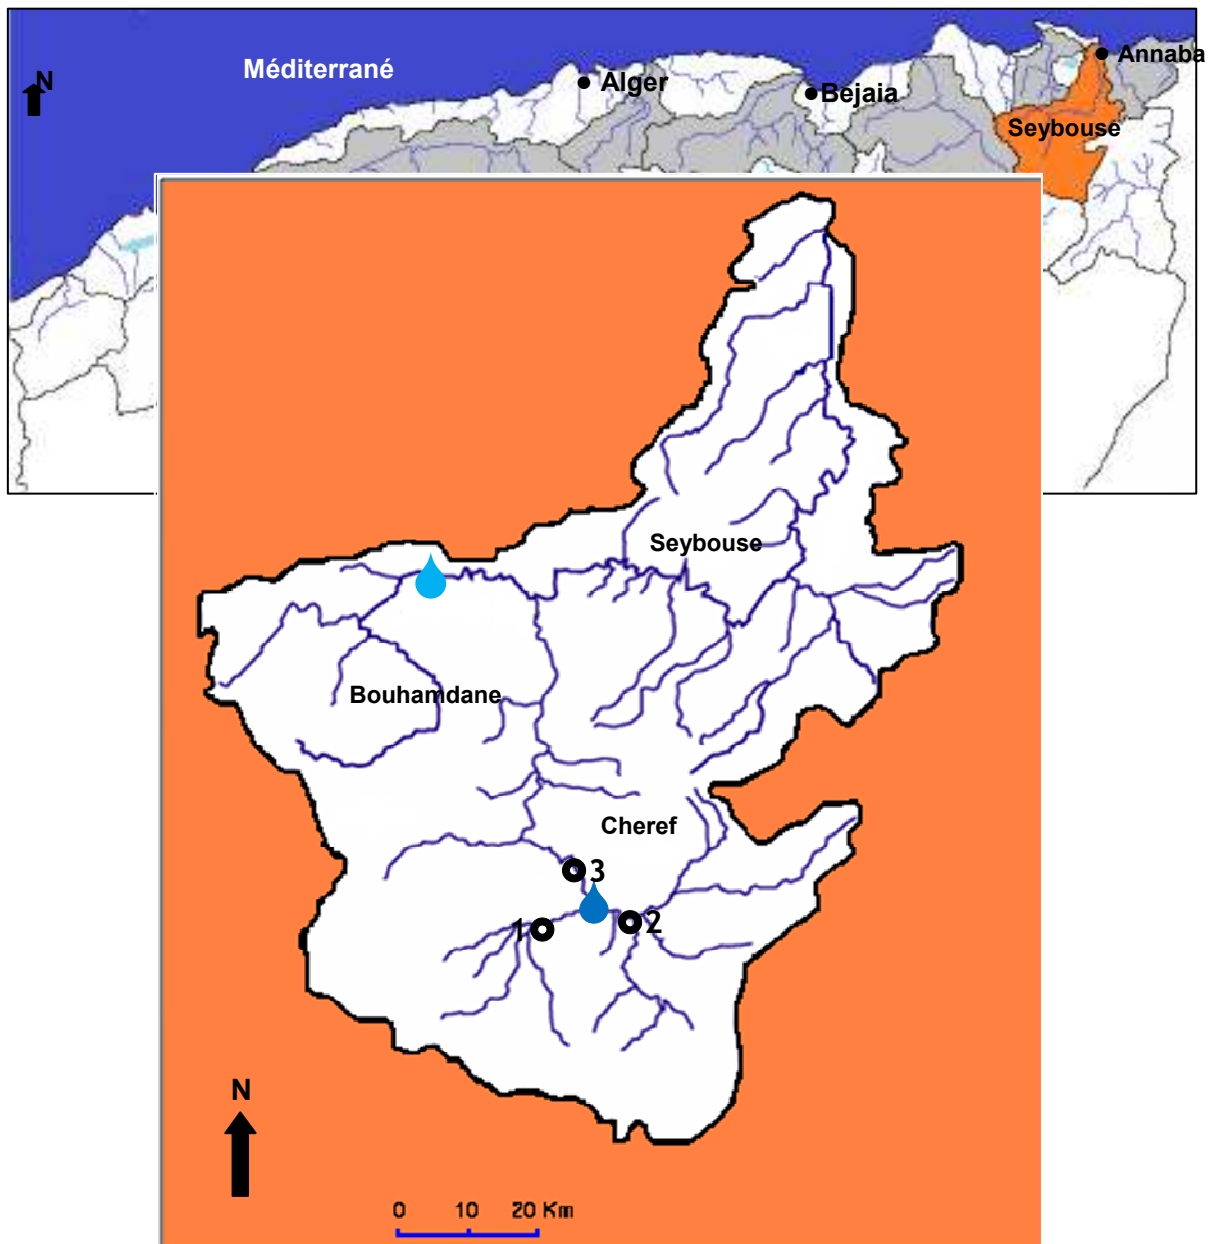 Méditerrané
N
Alger
Bejaia
Annaba
Seybouse
Seybouse
Bouhamdane
Cheref
3
1
2
N
0 10 20 Km